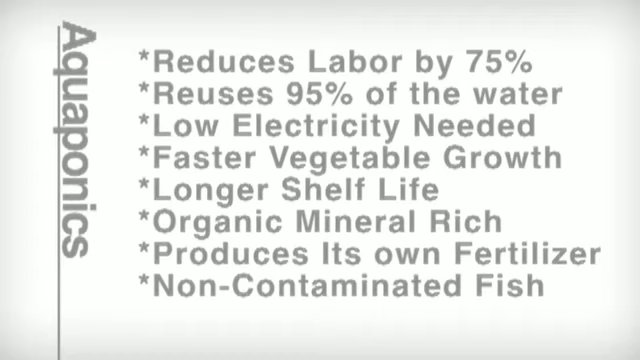 Aquaponics
*Reduces Labor by 75%
*Reuses 95% of the water
*Low Electricity Needed
*Faster Vegetable Growth
*Longer Shelf Life
*Organic Mineral Rich
*Produces Its own Fertilizer
*Non-Contaminated Fish